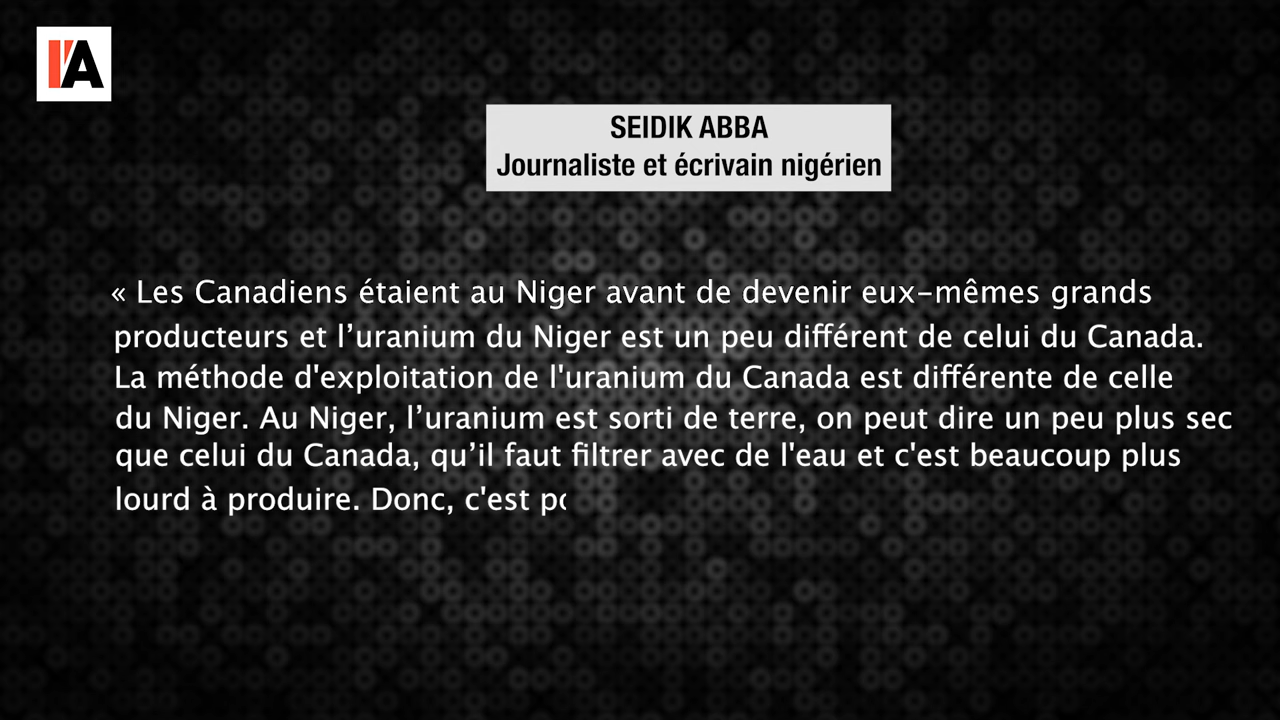 I'A
SEIDIK ABBA
Journaliste et écrivain nigérien
« Les Canadiens étaient au Niger avant de devenir eux-mêmes grands
producteurs et l’uranium du Niger est un peu différent de celui du Canada.
La méthode d'exploitation de l'uranium du Canada est différente de celle
du Niger. Au Niger, l’uranium est sorti de terre, on peut dire un peu plus sec
que celui du Canada, qu’il faut filtrer avec de l'eau et c'est beaucoup plus
lourd à produire. Donc, c'est